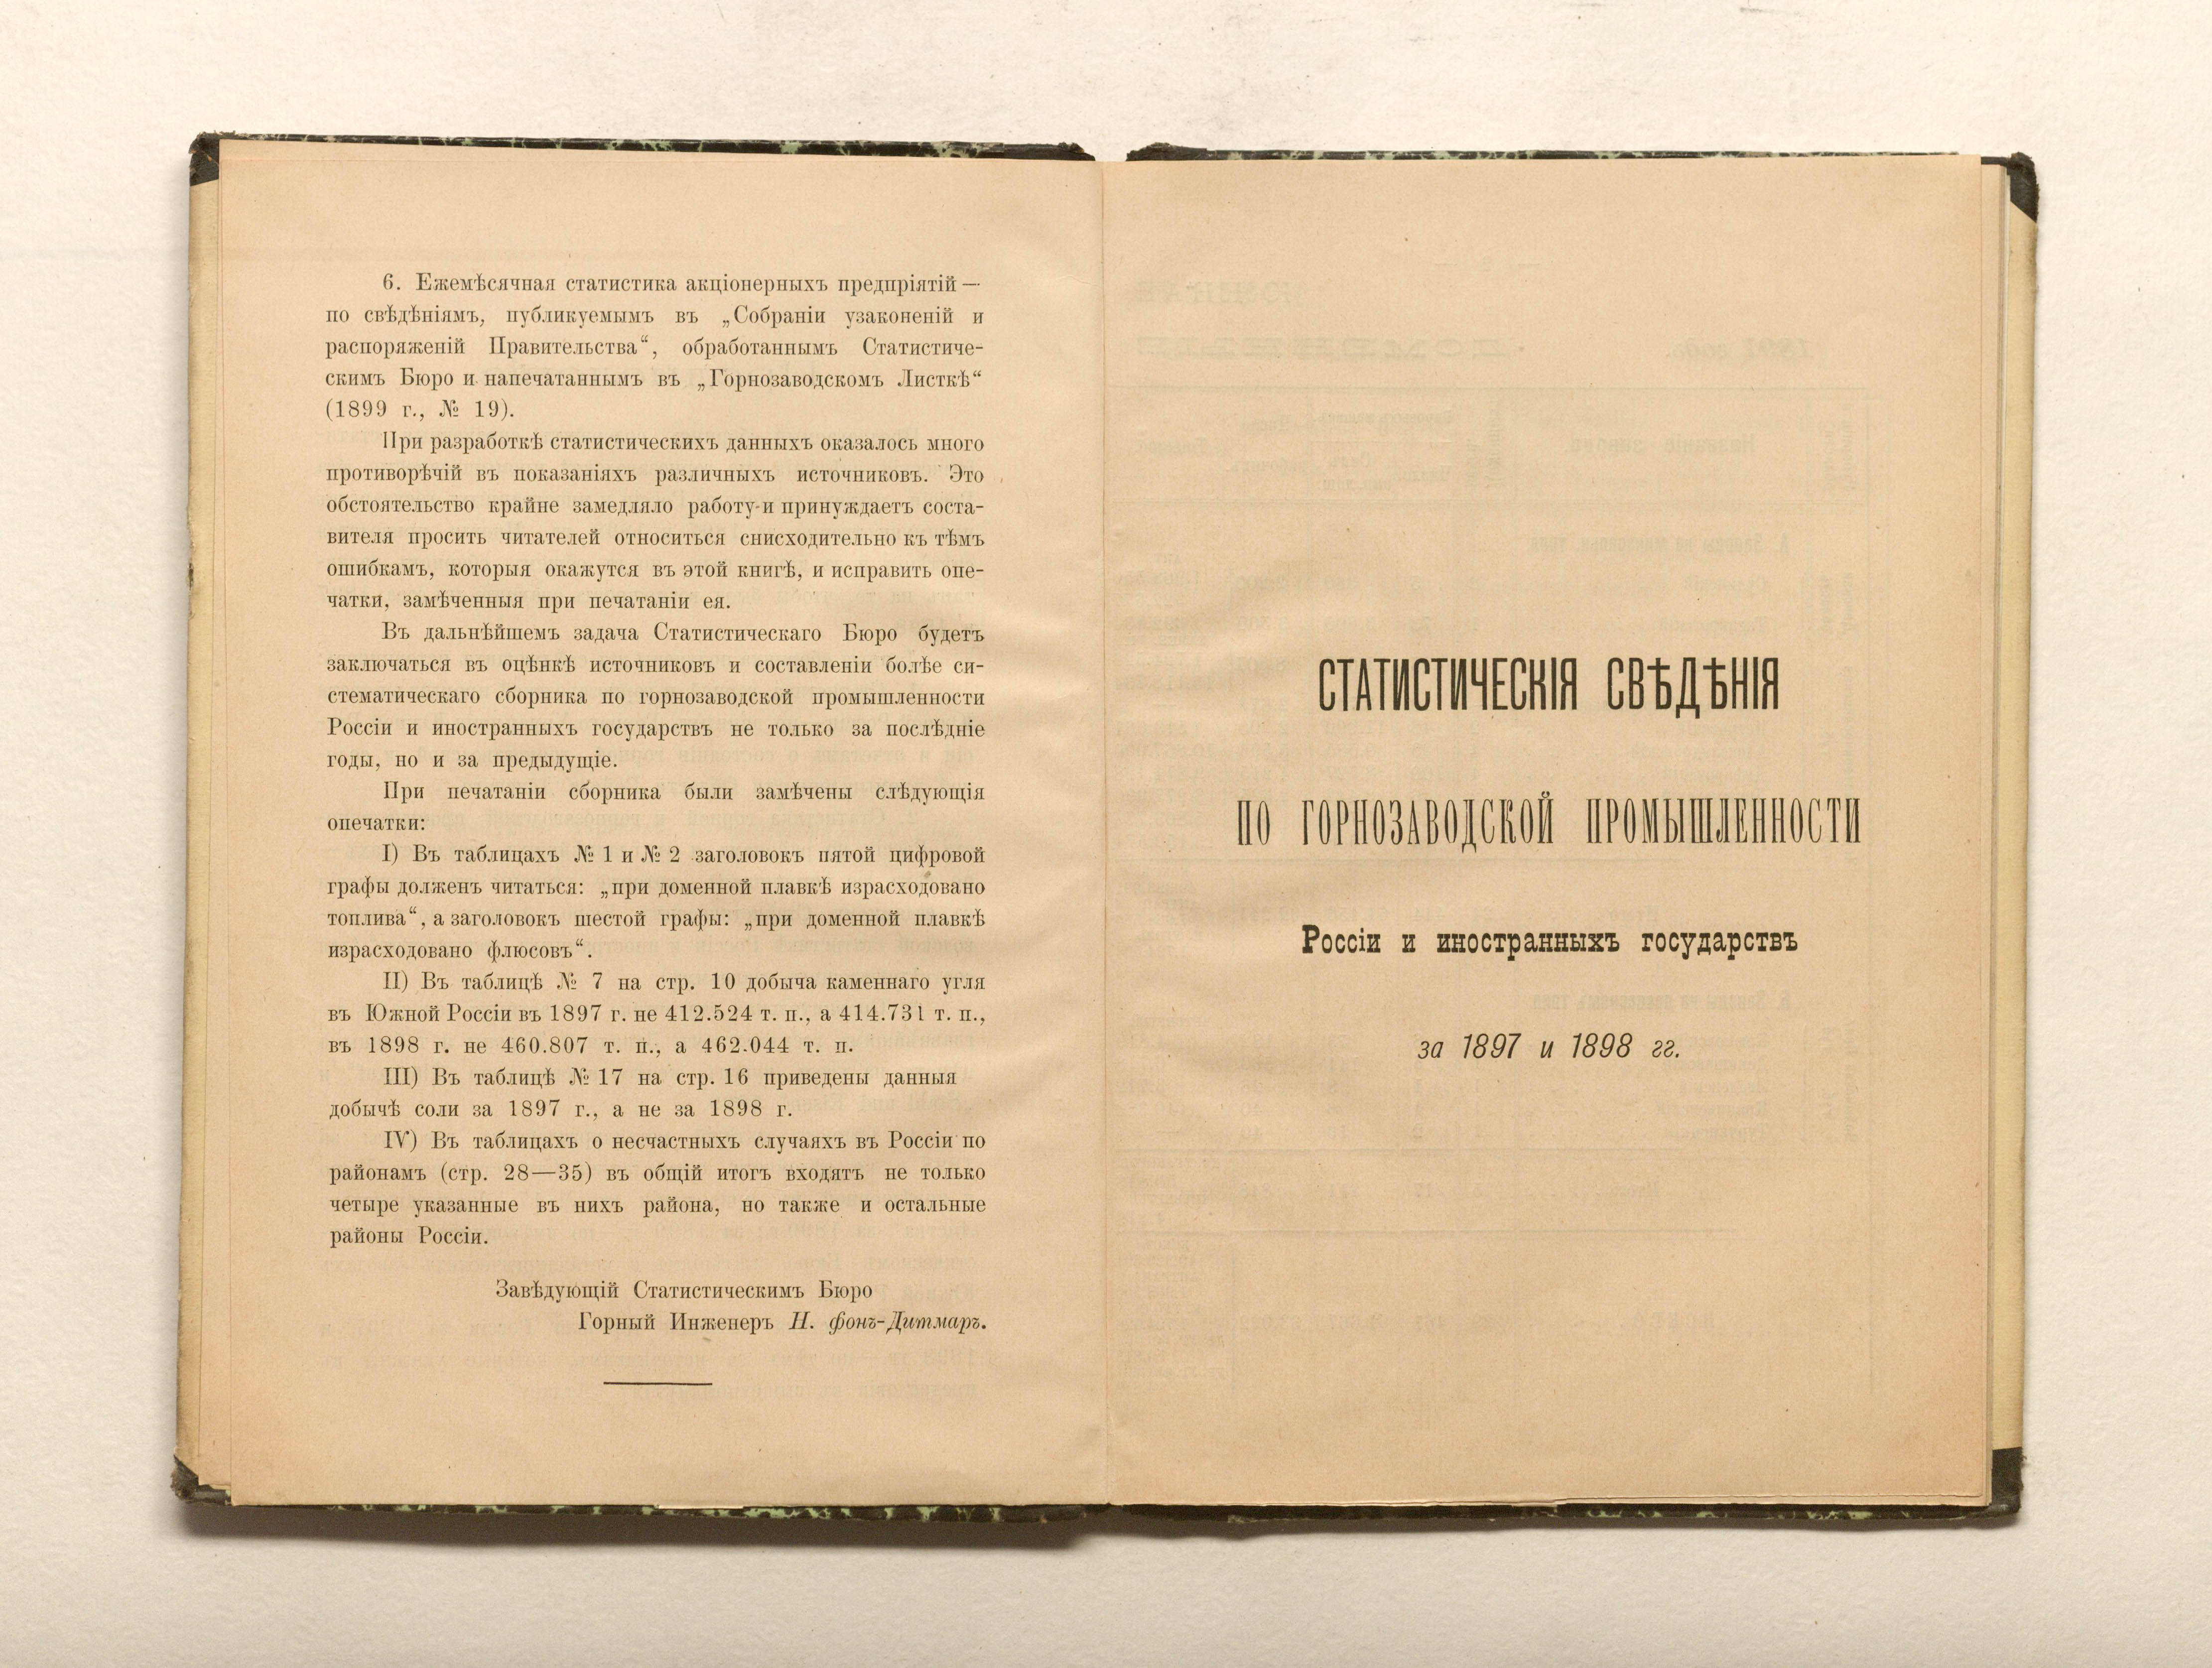 6. Ежемѣсячная статистика акціонерныхъ предпріятій —
по свѣдѣніямъ, публикуемымъ въ „Собраніи узаконеній и
распоряженій Правительства“, обработаннымъ Статистиче-
скимъ Бюро и напечатаннымъ въ „Горнозаводскомъ Листкѣ“
(1899 г., № 19).
При разработкѣ статистическихъ данныхъ оказалось много
противорѣчій въ показаніяхъ различныхъ источниковъ. Это
обстоятельство крайне замедляло работу и принуждаетъ соста-
вителя просить читателей относиться снисходительно къ тѣмъ
ошибкамъ, которыя окажутся въ этой книгѣ, и исправить опе-
чатки, замѣченныя при печатаніи ея.
Въ дальнѣйшемъ задача Статистическаго Бюро будетъ
заключаться въ оцѣнкѣ источниковъ и составленіи болѣе си-
стематическаго сборника по горнозаводской промышленности
Россіи и иностранныхъ государствъ не только за послѣдніе
годы, но и за предыдущіе.
При печатаніи сборника были замѣчены слѣдующія
опечатки:
I) Въ таблицахъ № 1 и № 2 заголовокъ пятой цифровой
графы долженъ читаться: „при доменной плавкѣ израсходовано
топлива“, а заголовокъ шестой графы: „при доменной плавкѣ
израсходовано флюсовъ“.
II) Въ таблицѣ № 7 на стр. 10 добыча каменнаго угля
въ Южной Россіи въ 1897 г. не 412.524 т. п., а 414.731 т. п.,
въ 1898 г. не 460.807 т. п., а 462.044 т. п.
III) Въ таблицѣ № 17 на стр. 16 приведены данныя
добычѣ соли за 1897 г., а не за 1898 г.
IV) Въ таблицахъ о несчастныхъ случаяхъ въ Россіи по
районамъ (стр. 28—35) въ общій итогъ входятъ не только
четыре указанные въ нихъ района, но также и остальные
районы Россіи.
Завѣдующій Статистическимъ Бюро
Горный Инженеръ Н. фонъ-Дитмаръ.
СТАТИСТИЧЕСКІЯ СВѢДѢНІЯ
ПО ГОРНОЗАВОДСКОЙ ПРОМЫШЛЕННОСТИ
Россіи и иностранныхъ государствъ
за 1897 и 1898 гг.